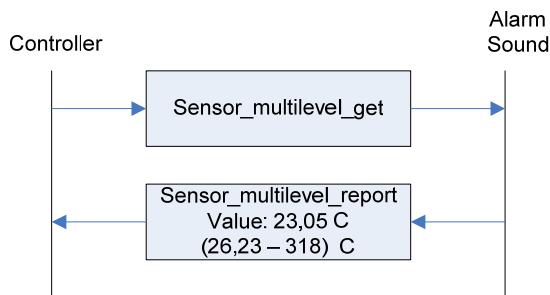 Controller
Alarm
Sound
Sensor_multilevel_get
Sensor_multilevel_report
Value: 23,05 C
(26,23 – 318) C